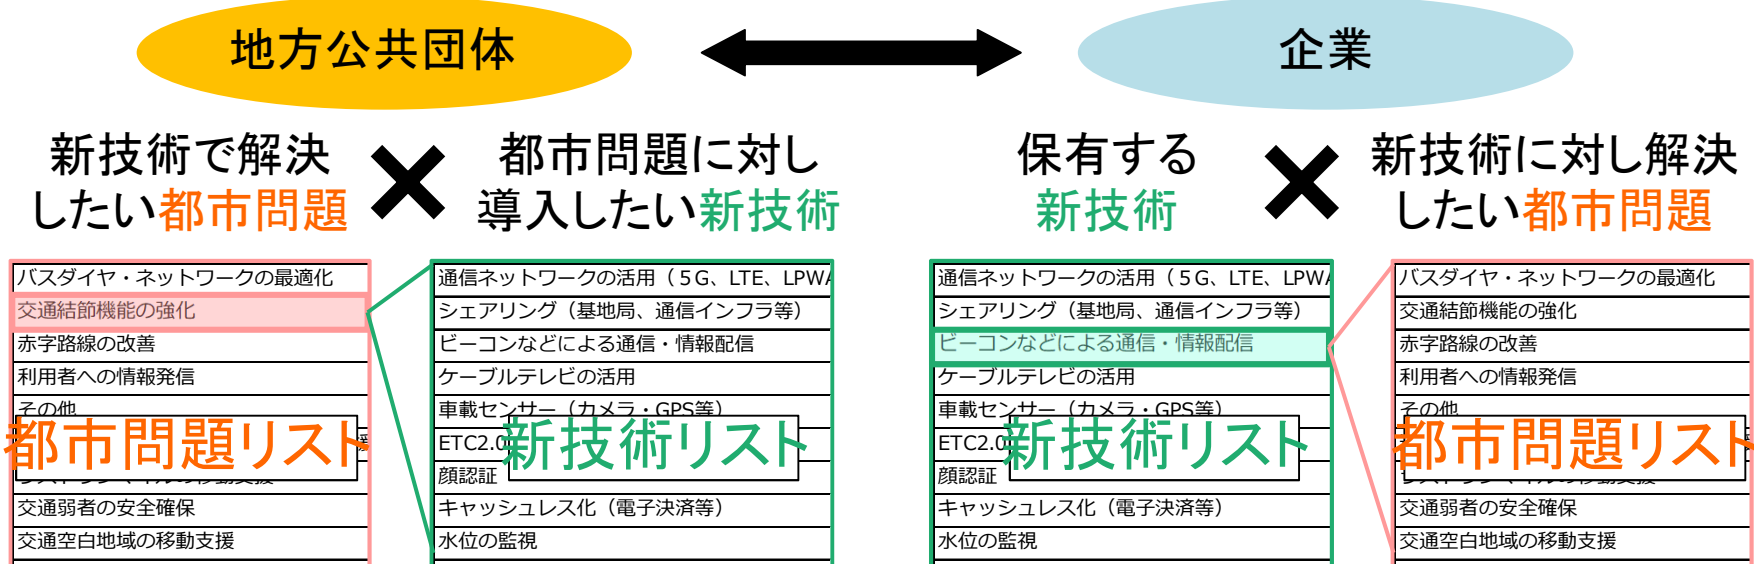 地方公共団体
企業
新技術で解決
したい都市問題
都市問題に対し
導入したい新技術
保有する
新技術
新技術に対し解決
したい都市問題
バスダイヤ・ネットワークの最適化
交通結節機能の強化
赤字路線の改善
利用者への情報発信
その他
都市問題リスト
交通弱者の安全確保
交通空白地域の移動支援
通信ネットワークの活用（５G、LTE、LPWA
シェアリング（基地局、通信インフラ等）
ビーコンなどによる通信・情報配信
ケーブルテレビの活用
車載センサー（カメラ・GPS等）
ETC2.0
新技術リスト
顔認証
キャッシュレス化（電子決済等）
水位の監視
通信ネットワークの活用（５G、LTE、LPWA
シェアリング（基地局、通信インフラ等）
ビーコンなどによる通信・情報配信
ケーブルテレビの活用
車載センサー（カメラ・GPS等）
ETC2.0
新技術リスト
顔認証
キャッシュレス化（電子決済等）
水位の監視
バスダイヤ・ネットワークの最適化
交通結節機能の強化
赤字路線の改善
利用者への情報発信
その他
都市問題リスト
交通弱者の安全確保
交通空白地域の移動支援